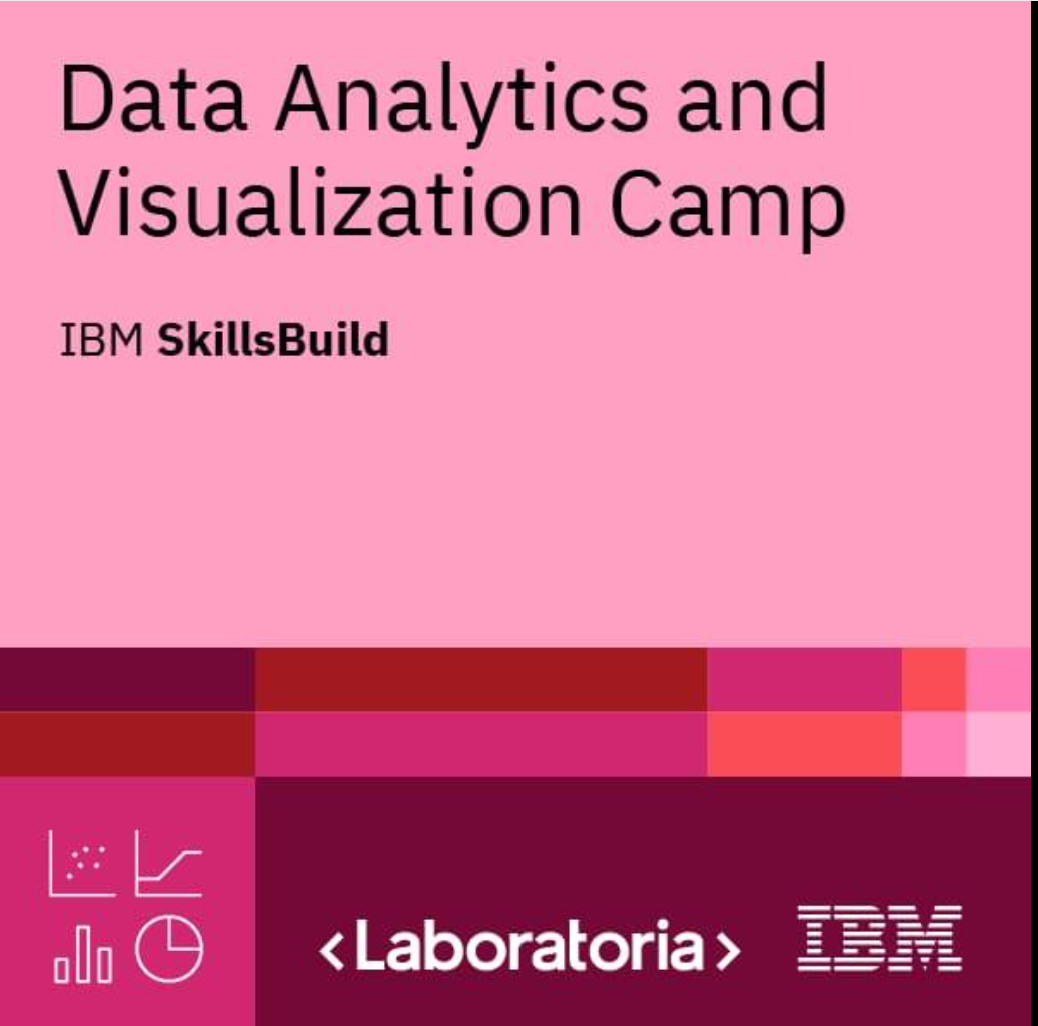 Data Analytics and
Visualization Camp
IBM SkillsBuild
<Laboratoria> IBM